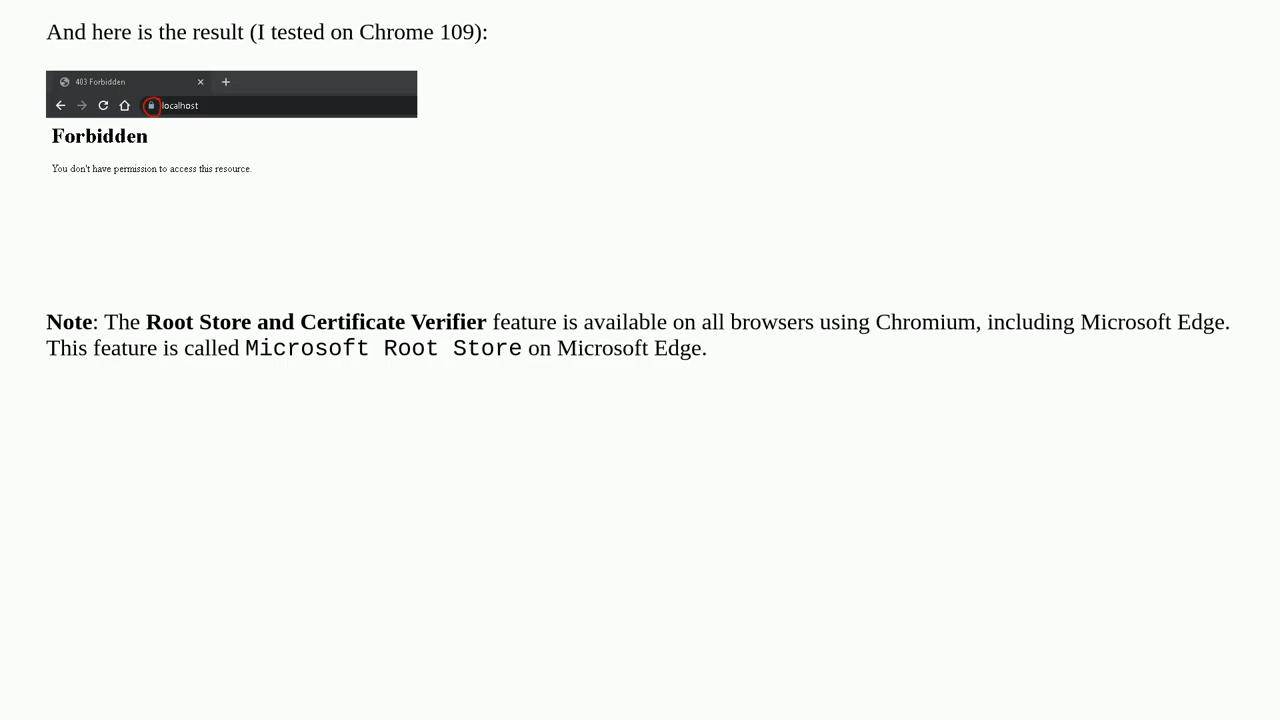 And here is the result (I tested on Chrome 109):
403 Forbidden
localhost
Forbidden
You don't have permission to access this resource.
Note: The Root Store and Certificate Verifier feature is available on all browsers using Chromium, including Microsoft Edge.
This feature is called Microsoft Root Store on Microsoft Edge.